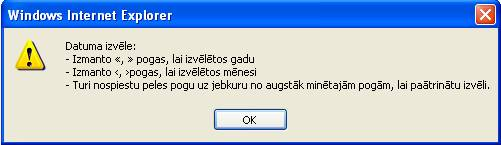 Windows Internet Explorer
Datuma izvēle:
- Izmanto «, » pogas, lai izvēlētos gadu
- Izmanto ‹, ›pogas, lai izvēlētos mēnesi
- Turi nospiestu peles pogu uz jebkuru no augstāk minētajām pogām, lai paātrinātu izvēli.
OK